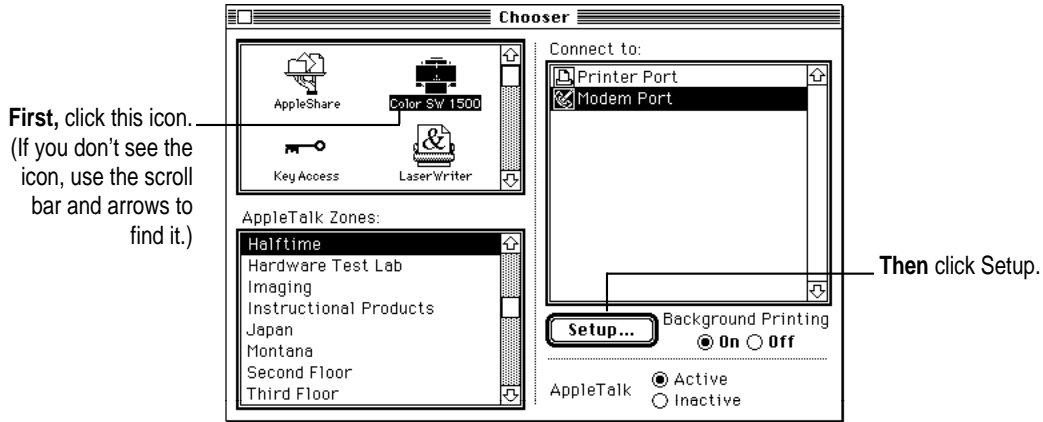 Chooser
AppleShare
Color SW 1500
Key Access
LaserWriter
AppleTalk Zones:
Halftime
Hardware Test Lab
Imaging
Instructional Products
Japan
Montana
Second Floor
Third Floor
Connect to:
Printer Port
Modem Port
Setup...
Background Printing
On Off
AppleTalk
Active
Inactive
First, click this icon.
(If you don’t see the
icon, use the scroll
bar and arrows to
find it.)
Then click Setup.